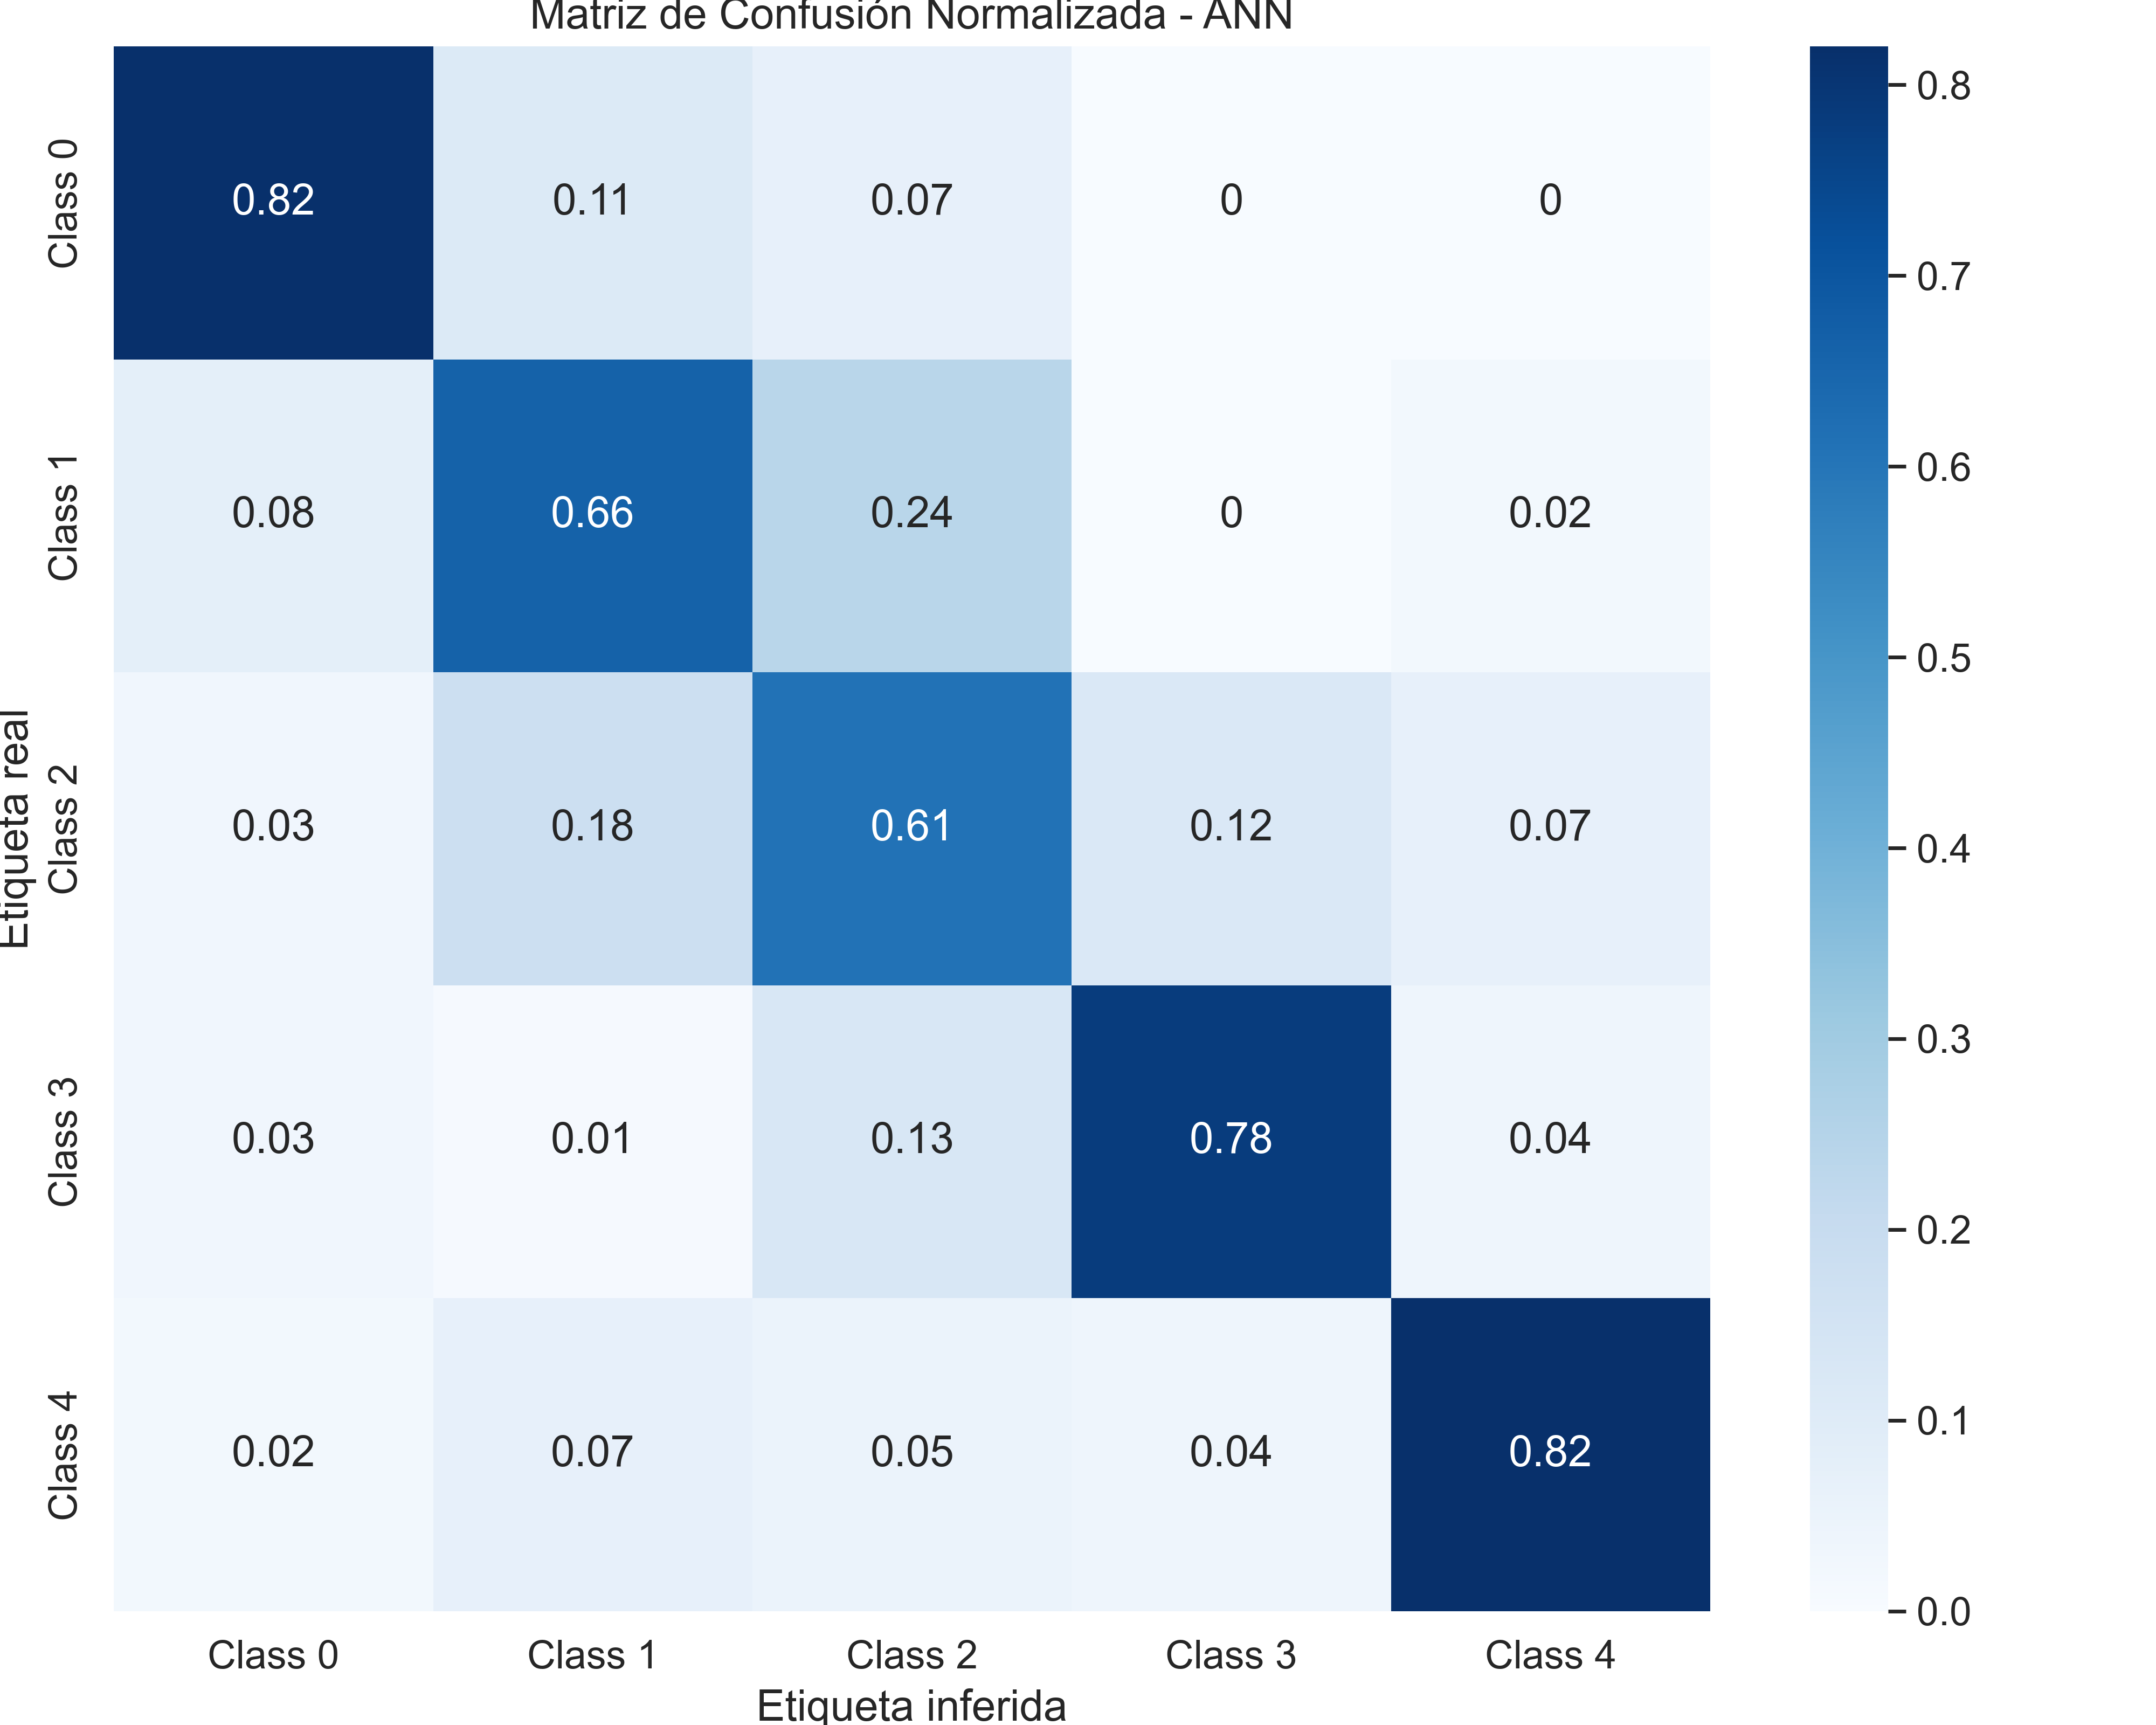 Matriz de Confusión Normalizada - ANN
Class 0 0.82 0.11 0.07 0 0
Class 1 0.08 0.66 0.24 0 0.02
Class 2 0.03 0.18 0.61 0.12 0.07
Class 3 0.03 0.01 0.13 0.78 0.04
Class 4 0.02 0.07 0.05 0.04 0.82
Class 0 Class 1 Class 2 Class 3 Class 4
Etiqueta inferida
Etiqueta real
0.8
0.7
0.6
0.5
0.4
0.3
0.2
0.1
0.0